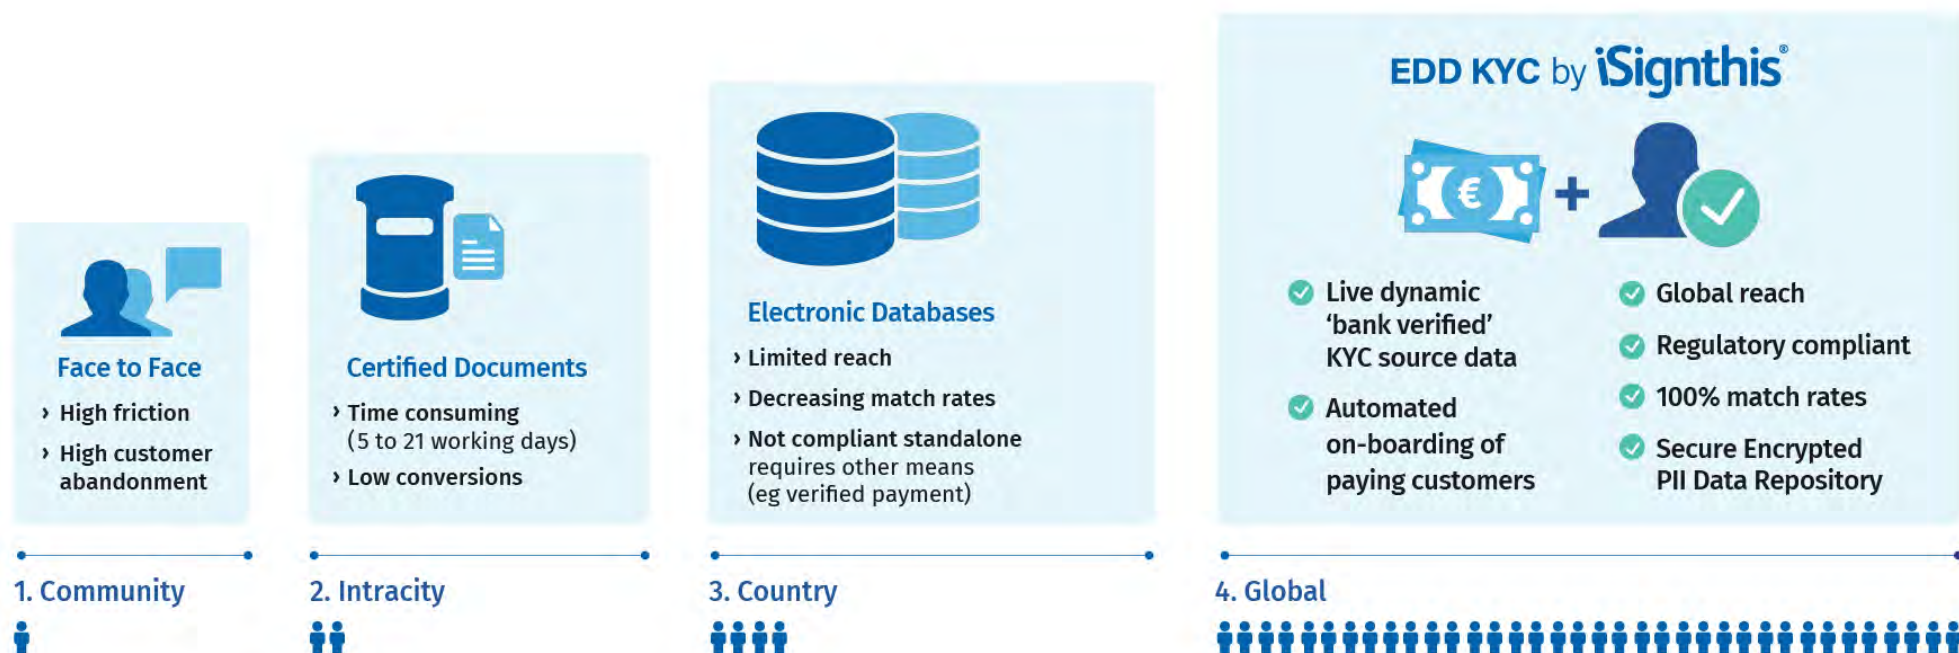 Face to Face
› High friction
› High customer
abandonment
1. Community
Certified Documents
› Time consuming
(5 to 21 working days)
› Low conversions
2. Intracity
Electronic Databases
› Limited reach
› Decreasing match rates
› Not compliant standalone
requires other means
(eg verified payment)
3. Country
EDD KYC by iSignthis®
€
Live dynamic
‘bank verified’
KYC source data
Automated
on-boarding of
paying customers
Global reach
Regulatory compliant
100% match rates
Secure Encrypted
PII Data Repository
4. Global